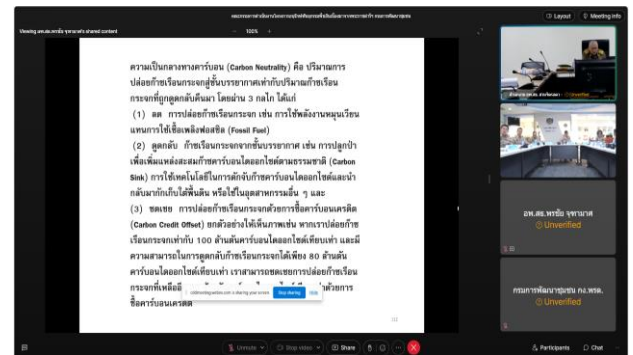 Layout
Meeting info
100%
ความเป็นกลางทางคาร์บอน (Carbon Neutrality) คือ ปริมาณการ
ปล่อยก๊าซเรือนกระจกสู่ชั้นบรรยากาศเท่ากับปริมาณก๊าซเรือน
กระจกที่ถูกดูดกลับคืนมา โดยผ่าน 3 กลไก ได้แก่
(1) ลด การปล่อยก๊าซเรือนกระจก เช่น การใช้พลังงานหมุนเวียน
แทนการใช้เชื้อเพลิงฟอสซิล (Fossil Fuel)
(2) ดูดกลับ ก๊าซเรือนกระจกจากชั้นบรรยากาศ เช่น การปลูกป่า
เพื่อเพิ่มแหล่งสะสมก๊าซคาร์บอนไดออกไซด์ตามธรรมชาติ (Carbon
Sink) การใช้เทคโนโลยีในการดักจับก๊าซคาร์บอนไดออกไซด์และนำ
กลับมากักเก็บใต้พื้นดิน หรือใช้ในอุตสาหกรรมอื่น ๆ และ
(3) ชดเชย การปล่อยก๊าซเรือนกระจกด้วยการซื้อคาร์บอนเครดิต
(Carbon Credit Offset) ยกตัวอย่างให้เห็นภาพเช่น หากเราปล่อยก๊าซ
เรือนกระจกเท่ากับ 100 ล้านตันคาร์บอนไดออกไซด์เทียบเท่า และมี
ความสามารถในการดูดกลับก๊าซเรือนกระจกได้เพียง 80 ล้านตัน
คาร์บอนไดออกไซด์เทียบเท่า เราสามารถชดเชยการปล่อยก๊าซเรือน
กระจกที่เหลืออี
ด้วยการ
ซื้อคาร์บอนเครดิต
Stop sharing
Hide
Unverified
Unverified
กรมการพัฒนาชุมชน
Unverified
Unmute
Stop video
Share
Participants
Chat